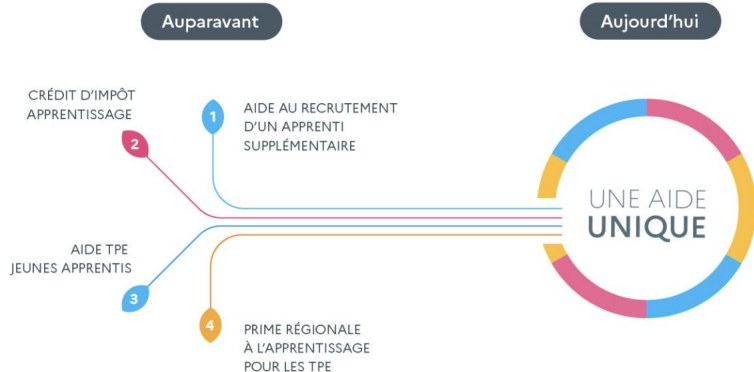 Auparavant
Aujourd'hui
1
AIDE AU RECRUTEMENT
D'UN APPRENTI
SUPPLÉMENTAIRE
CRÉDIT D'IMPÔT
APPRENTISSAGE
2
AIDE TPE
JEUNES APPRENTIS
3
4
PRIME RÉGIONALE
À L'APPRENTISSAGE
POUR LES TPE
UNE AIDE
UNIQUE